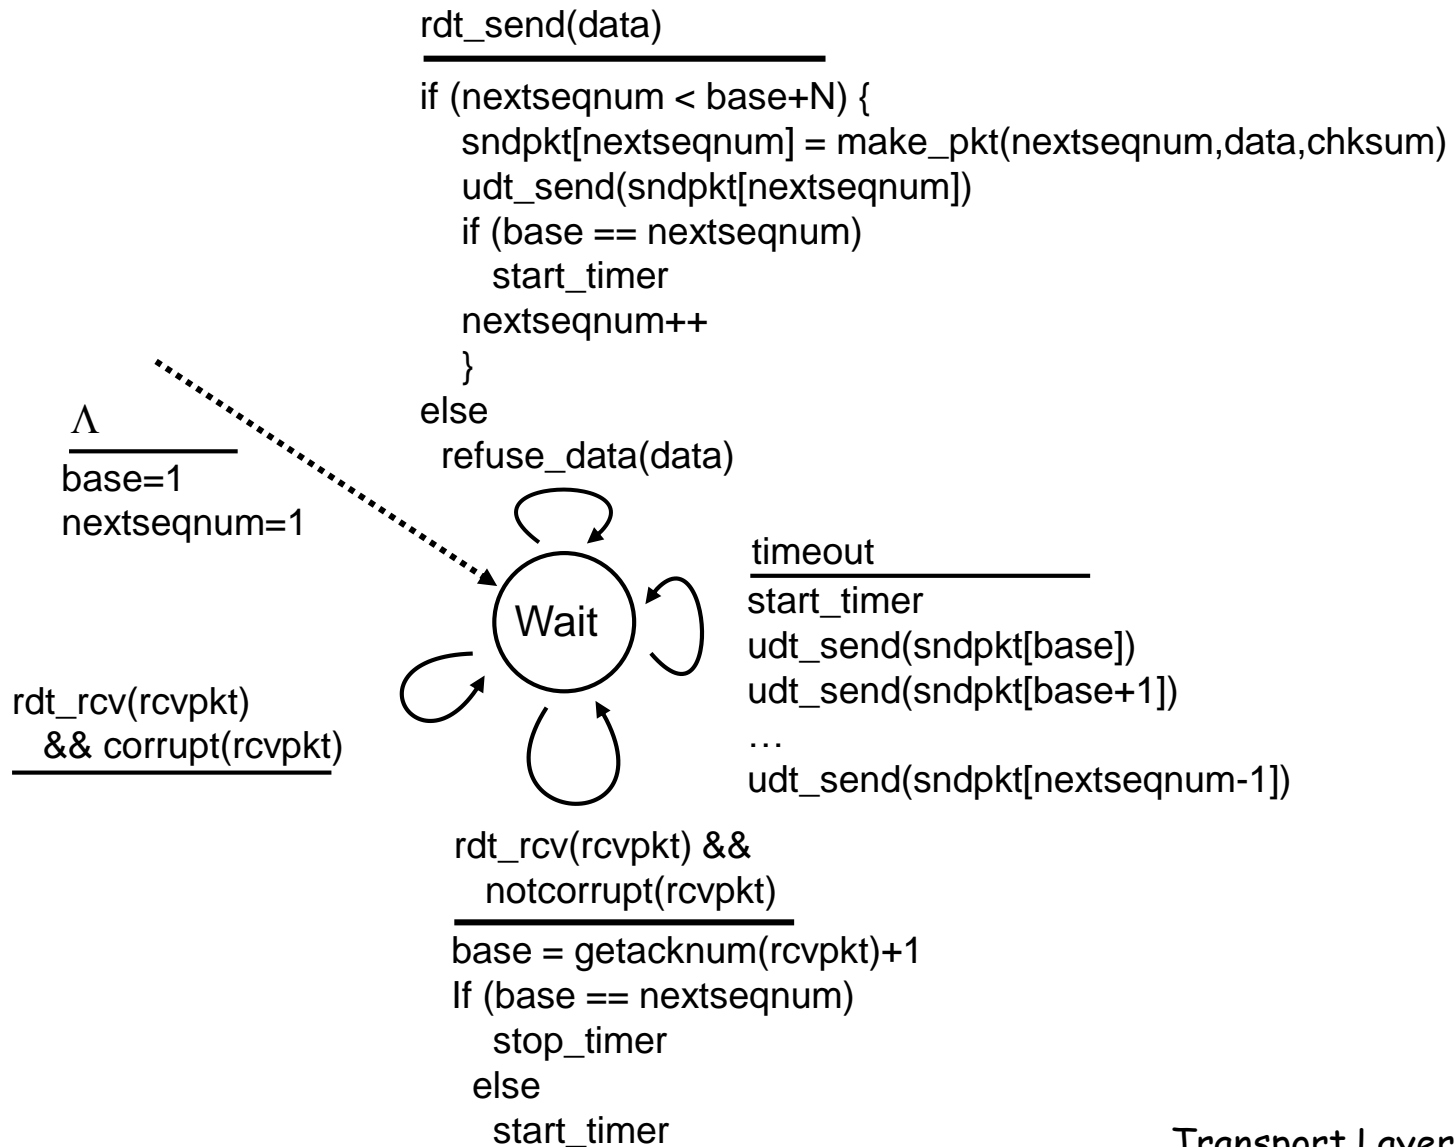 rdt_send(data)
if (nextseqnum < base+N) {
sndpkt[nextseqnum] = make_pkt(nextseqnum,data,chksum)
udt_send(sndpkt[nextseqnum])
if (base == nextseqnum)
start_timer
nextseqnum++
}
else
refuse_data(data)
Λ
base=1
nextseqnum=1
Wait
timeout
start_timer
udt_send(sndpkt[base])
udt_send(sndpkt[base+1])
…
udt_send(sndpkt[nextseqnum-1])
rdt_rcv(rcvpkt)
&& corrupt(rcvpkt)
rdt_rcv(rcvpkt) &&
notcorrupt(rcvpkt)
base = getacknum(rcvpkt)+1
If (base == nextseqnum)
stop_timer
else
start_timer
Transport Layer